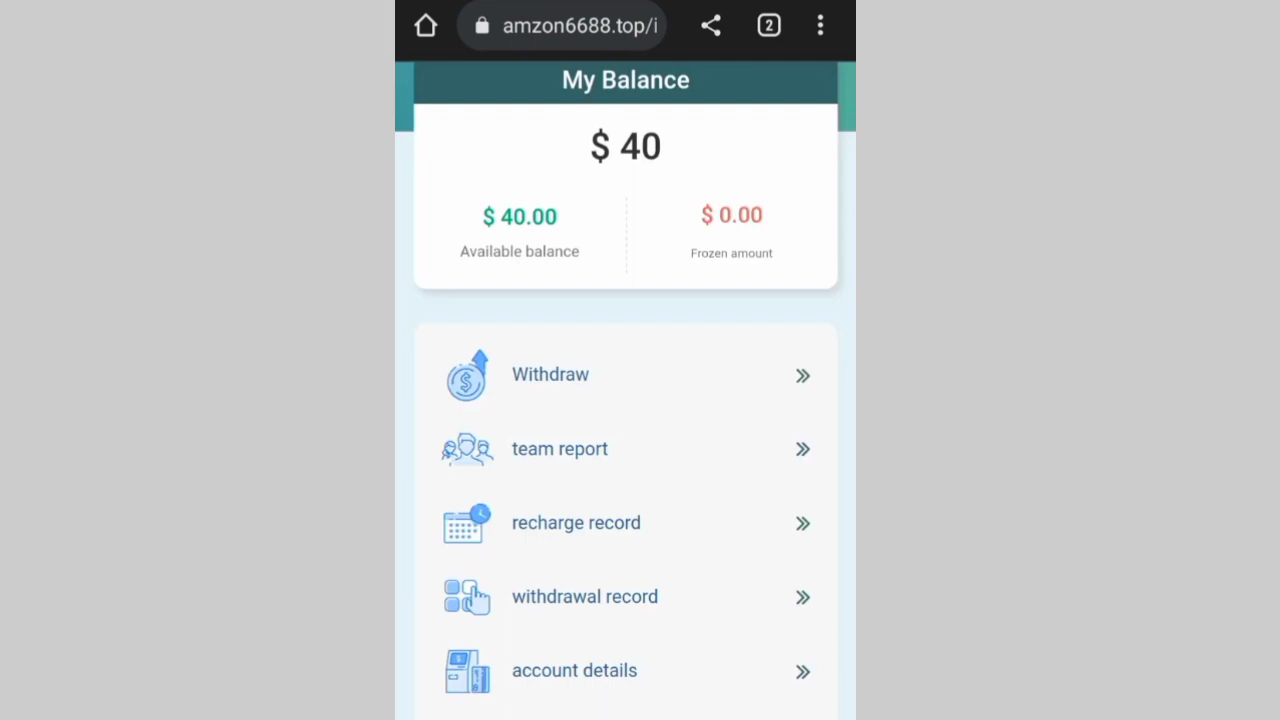 amzon6688.top/i
2
My Balance
$ 40
$ 40.00
$ 0.00
Available balance
Frozen amount
Withdraw
team report
recharge record
withdrawal record
account details